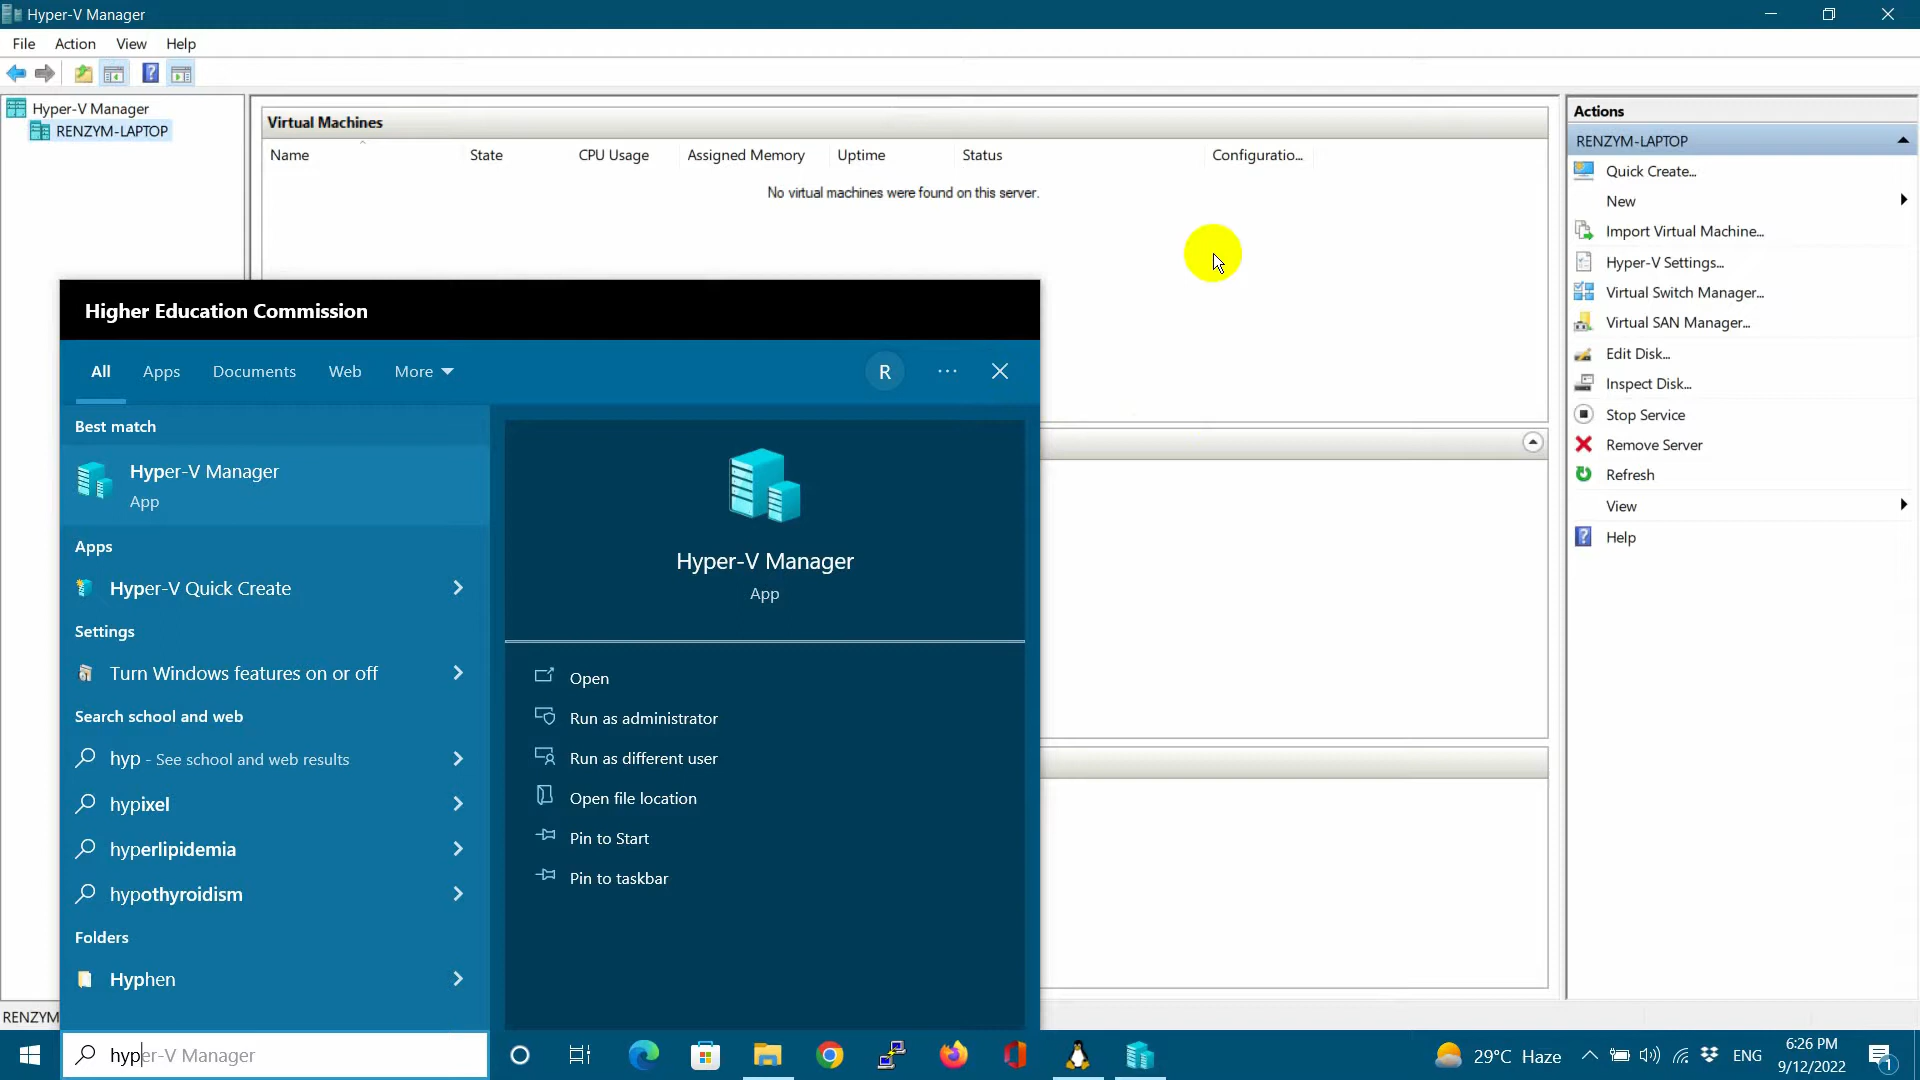 Hyper-V Manager
File Action View Help
Hyper-V Manager
RENZYM-LAPTOP
Virtual Machines
Name State CPU Usage Assigned Memory Uptime Status Configuratio...
No virtual machines were found on this server.
Actions
RENZYM-LAPTOP
Quick Create...
New
Import Virtual Machine...
Hyper-V Settings...
Virtual Switch Manager...
Virtual SAN Manager...
Edit Disk...
Inspect Disk...
Stop Service
Remove Server
Refresh
View
Help
Higher Education Commission
All Apps Documents Web More
R
Best match
Hyper-V Manager
App
Apps
Hyper-V Quick Create
Settings
Turn Windows features on or off
Search school and web
hyp - See school and web results
hypixel
hyperlipidemia
hypothyroidism
Folders
Hyphen
Hyper-V Manager
App
Open
Run as administrator
Run as different user
Open file location
Pin to Start
Pin to taskbar
RENZYM
hyper-V Manager
29°C Haze
ENG
6:26 PM
9/12/2022
1